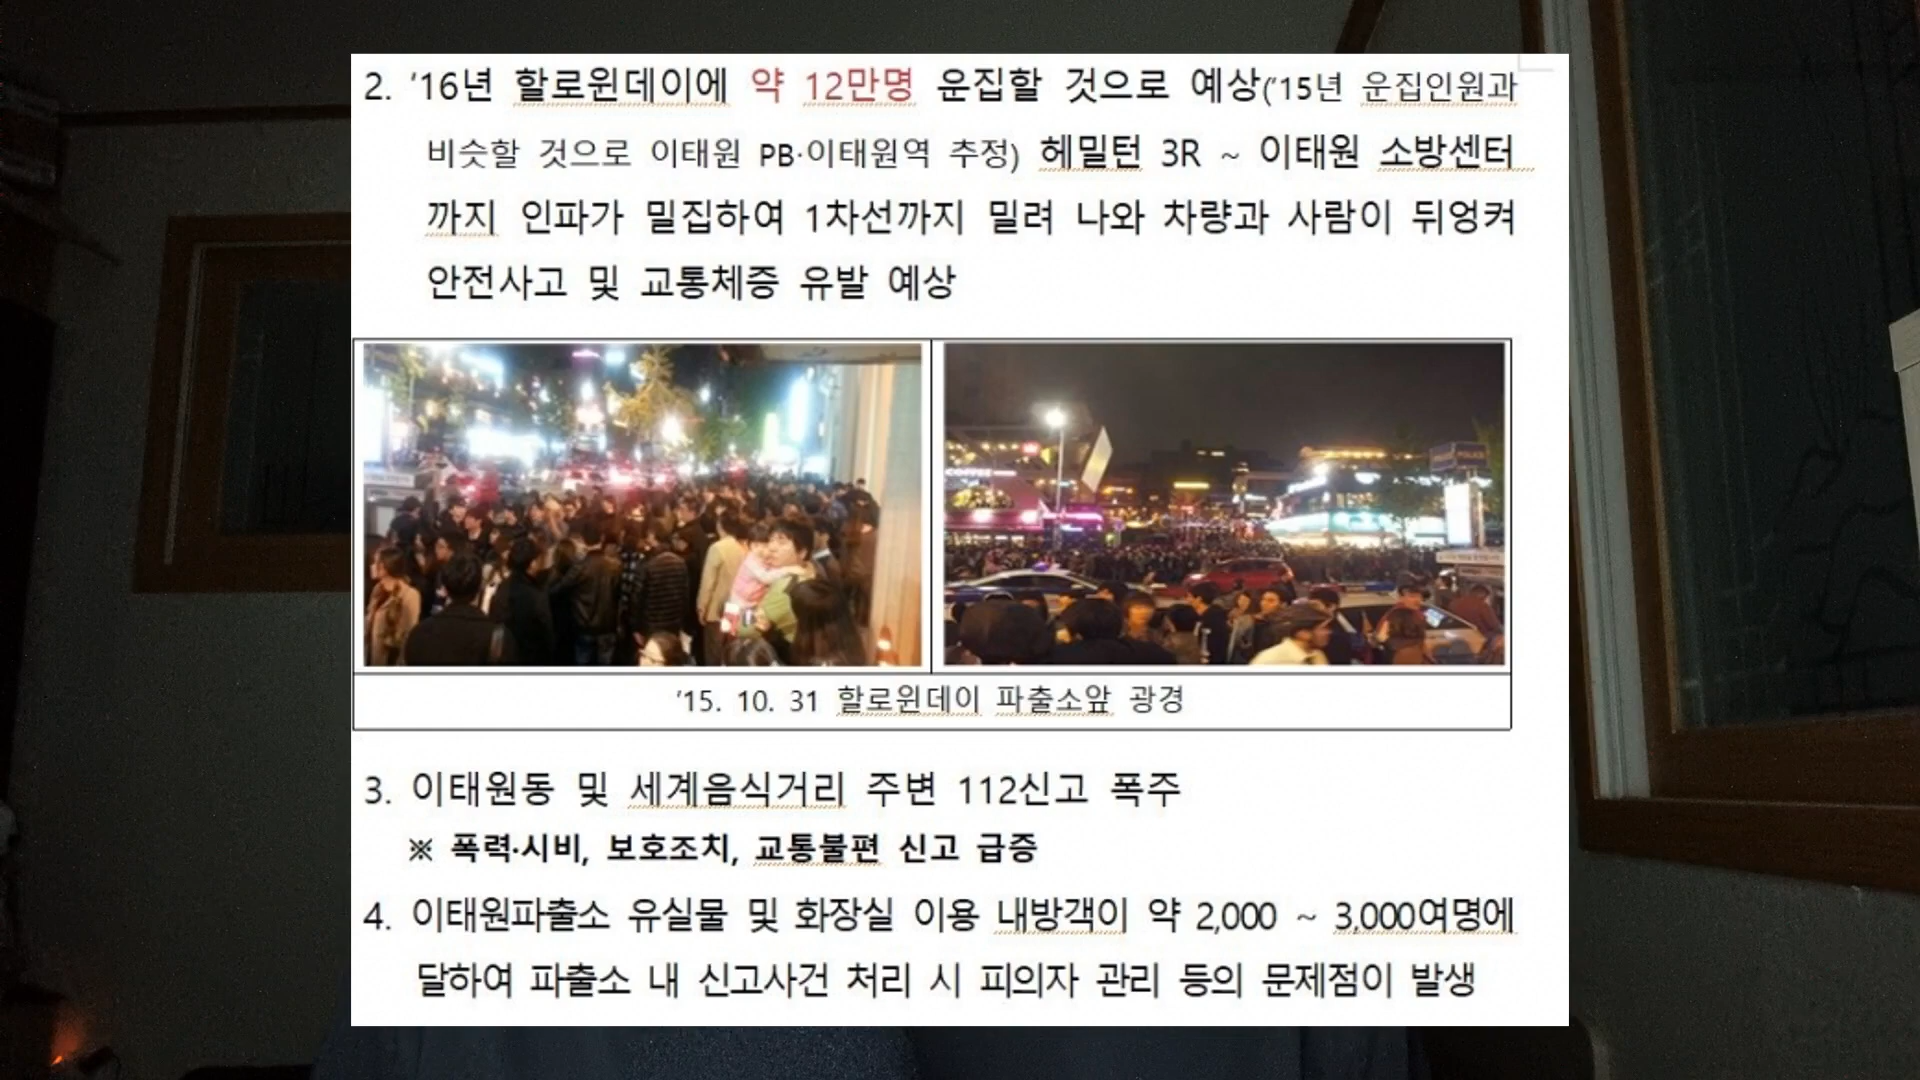 2. ′16년 할로윈데이에 약 12만명 운집할 것으로 예상(′15년 운집인원과
비슷할 것으로 이태원 PB·이태원역 추정) 헤밀턴 3R ~ 이태원 소방센터
까지 인파가 밀집하여 1차선까지 밀려 나와 차량과 사람이 뒤엉켜
안전사고 및 교통체증 유발 예상
COFFEE
POLICE
′15. 10. 31 할로윈데이 파출소앞 광경
3. 이태원동 및 세계음식거리 주변 112신고 폭주
※ 폭력·시비, 보호조치, 교통불편 신고 급증
4. 이태원파출소 유실물 및 화장실 이용 내방객이 약 2,000 ~ 3,000여명에
달하여 파출소 내 신고사건 처리 시 피의자 관리 등의 문제점이 발생